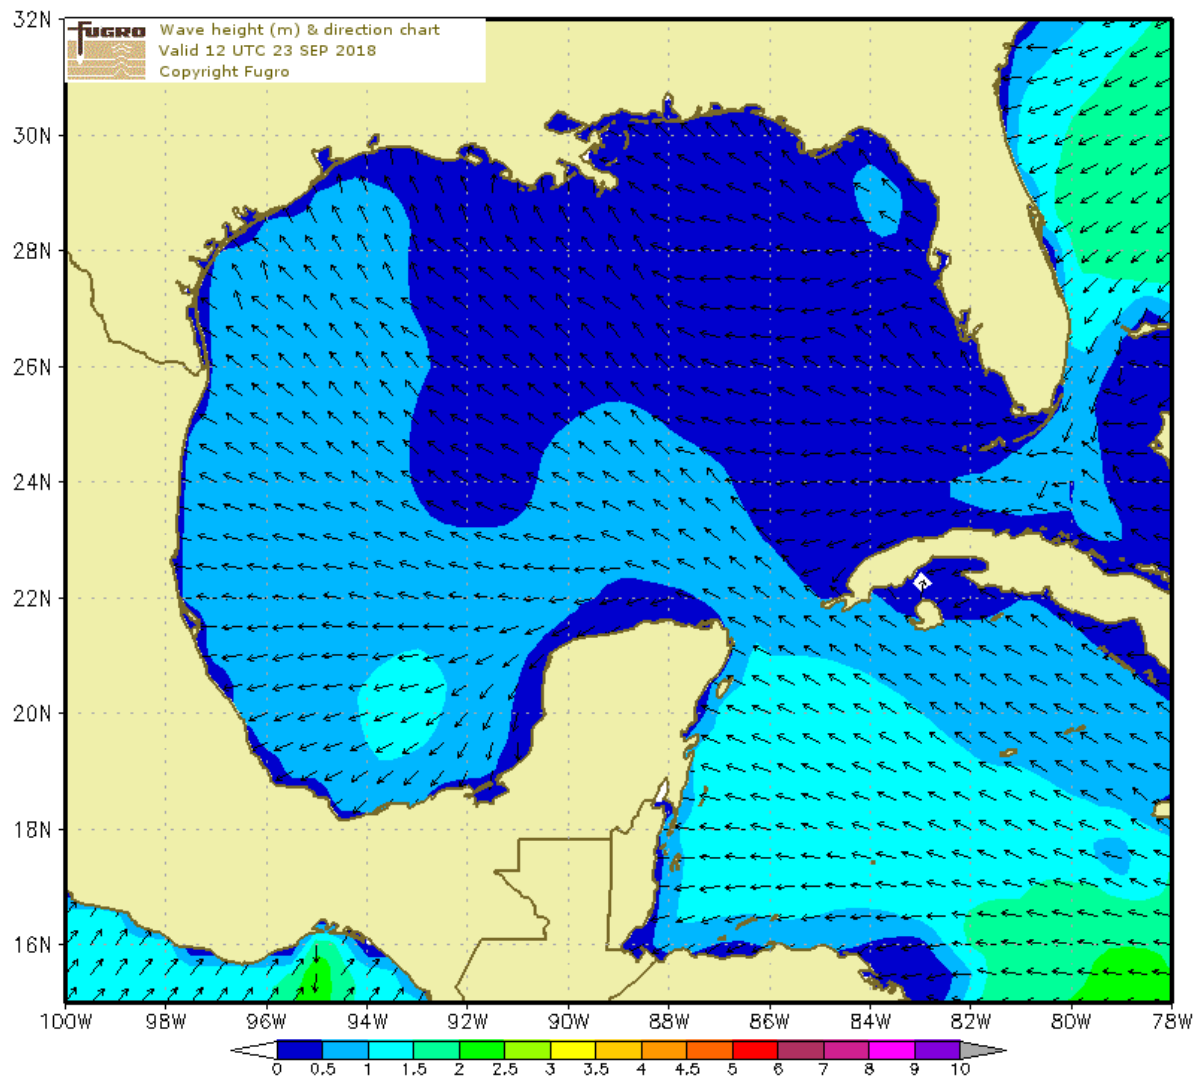 FUGRO
Wave height (m) & direction chart
Valid 12 UTC 23 SEP 2018
Copyright Fugro
32N
30N
28N
26N
24N
22N
20N
18N
16N
100W 98W 96W 94W 92W 90W 88W 86W 84W 82W 80W 78W
0 0.5 1 1.5 2 2.5 3 3.5 4 4.5 5 6 7 8 9 10